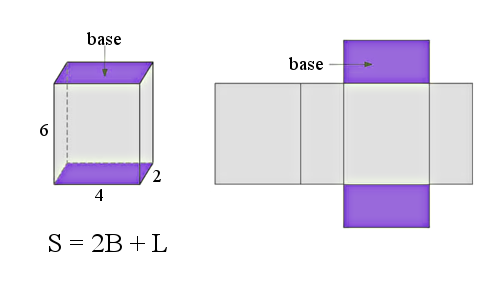 base
base
6
2
4
S = 2B + L